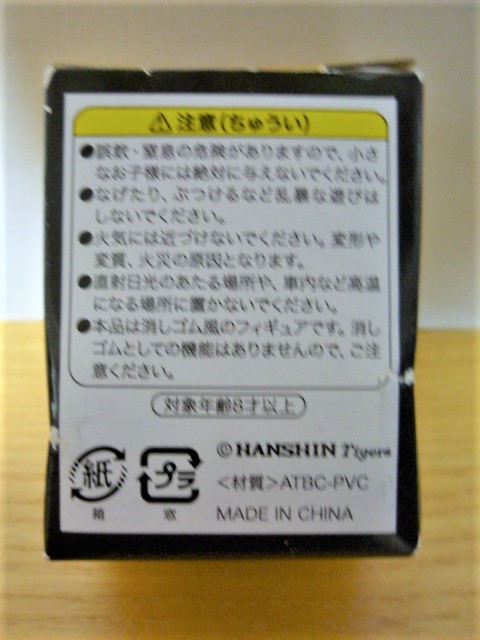 ⚠注意(ちゅうい)
●誤飲・窒息の危険がありますので、小さ
なお子様には絶対に与えないでください。
●なげたり、ぶつけるなど乱暴な遊びは
しないでください。
●火気には近づけないでください。変形や
変質、火災の原因となります。
●直射日光のあたる場所や、車内など高温
になる場所に置かないでください。
●本品は消しゴム風のフィギュアです。消し
ゴムとしての機能はありませんので、ご注
意ください。
対象年齢8才以上
©HANSHIN Tigers
紙 プラ <材質>ATBC-PVC
箱 窓 MADE IN CHINA